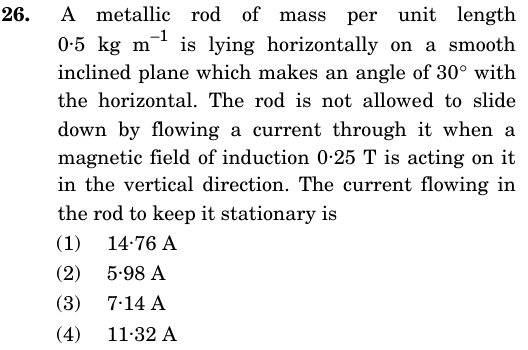 26. A metallic rod of mass per unit length
0·5 kg m⁻¹ is lying horizontally on a smooth
inclined plane which makes an angle of 30° with
the horizontal. The rod is not allowed to slide
down by flowing a current through it when a
magnetic field of induction 0·25 T is acting on it
in the vertical direction. The current flowing in
the rod to keep it stationary is
(1) 14·76 A
(2) 5·98 A
(3) 7·14 A
(4) 11·32 A